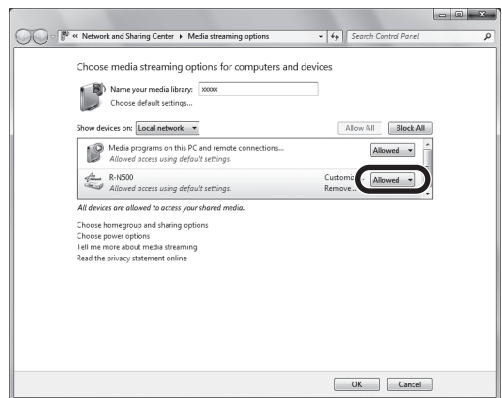 « Network and Sharing Center ▸ Media streaming options
Search Control Panel
Choose media streaming options for computers and devices
Name your media library: xxxxx
Choose default settings...
Show devices on: Local network
Allow All
Block All
Media programs on this PC and remote connections...
Allowed access using default settings.
Allowed
R-N500
Allowed access using default settings.
Customize...
Remove...
Allowed
All devices are allowed to access your shared media.
Choose homegroup and sharing options
Choose power options
Tell me more about media streaming
Read the privacy statement online
OK
Cancel